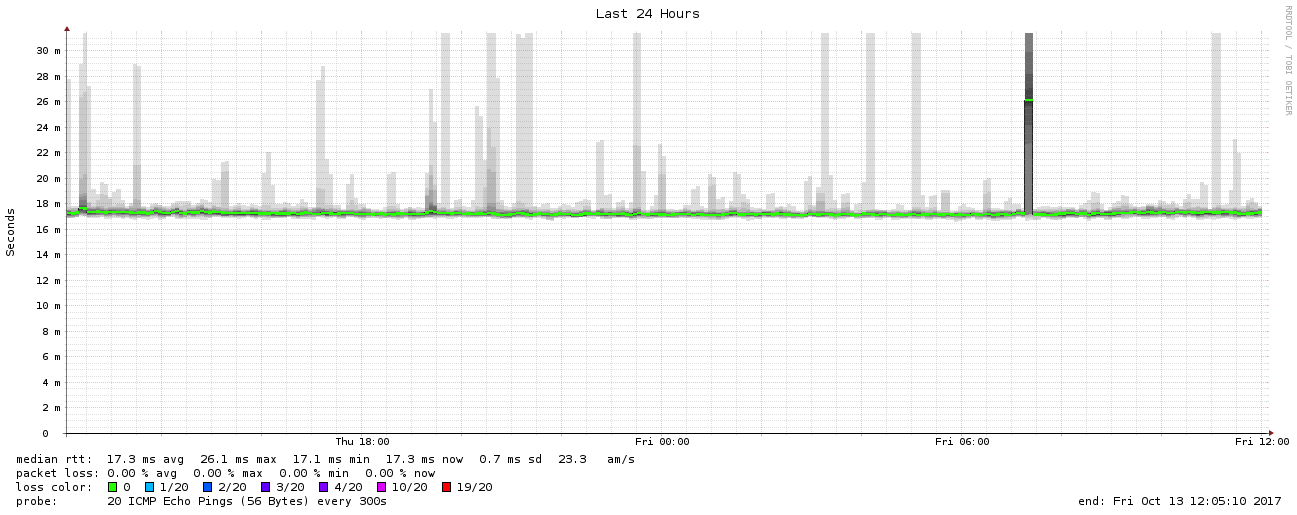 Last 24 Hours
RRDTOOL / TOBI OETIKER
Seconds
30 m
28 m
26 m
24 m
22 m
20 m
18 m
16 m
14 m
12 m
10 m
8 m
6 m
4 m
2 m
0
Thu 18:00 Fri 00:00 Fri 06:00 Fri 12:00
median rtt: 17.3 ms avg 26.1 ms max 17.1 ms min 17.3 ms now 0.7 ms sd 23.3 am/s
packet loss: 0.00 % avg 0.00 % max 0.00 % min 0.00 % now
loss color: 0 1/20 2/20 3/20 4/20 10/20 19/20
probe: 20 ICMP Echo Pings (56 Bytes) every 300s end: Fri Oct 13 12:05:10 2017